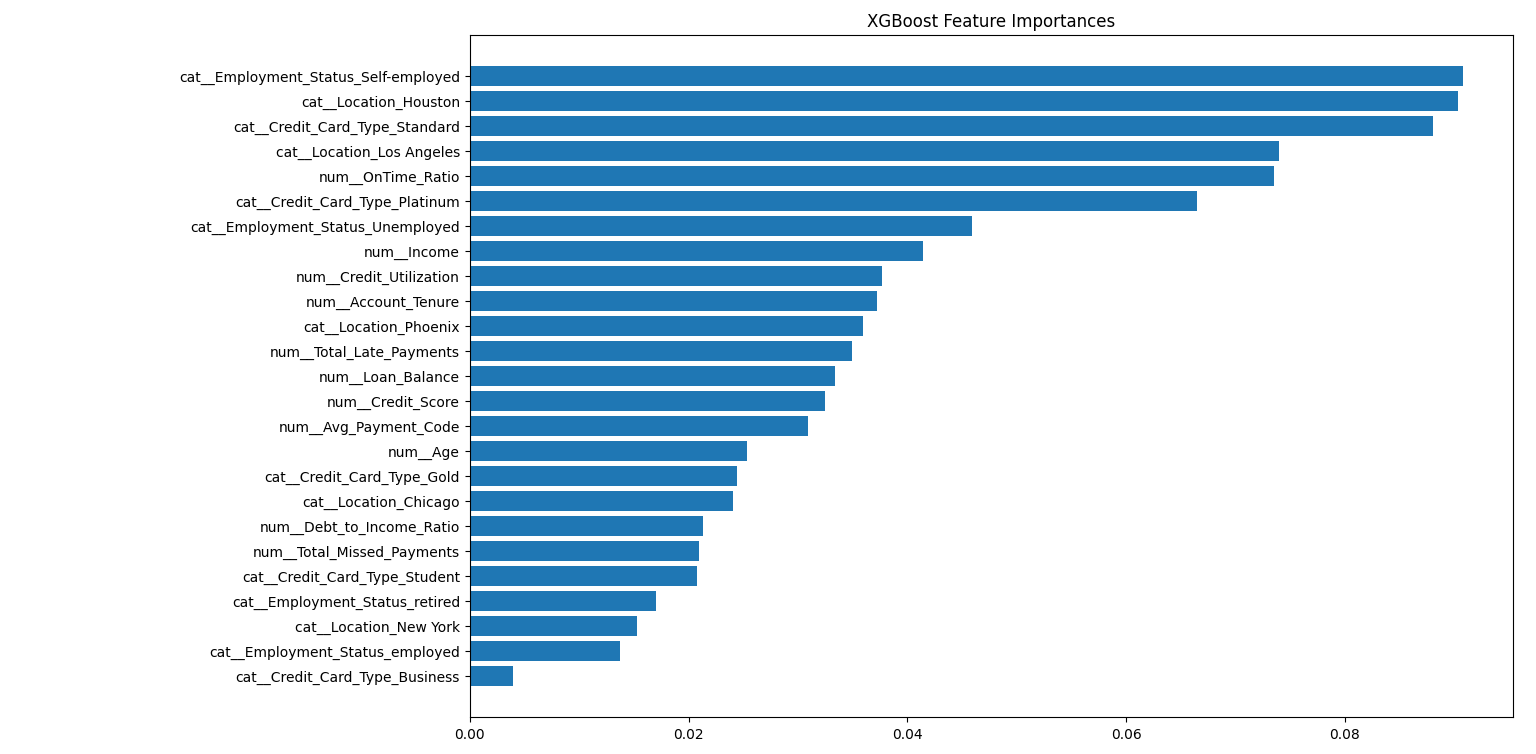 XGBoost Feature Importances
cat__Employment_Status_Self-employed
cat__Location_Houston
cat__Credit_Card_Type_Standard
cat__Location_Los Angeles
num__OnTime_Ratio
cat__Credit_Card_Type_Platinum
cat__Employment_Status_Unemployed
num__Income
num__Credit_Utilization
num__Account_Tenure
cat__Location_Phoenix
num__Total_Late_Payments
num__Loan_Balance
num__Credit_Score
num__Avg_Payment_Code
num__Age
cat__Credit_Card_Type_Gold
cat__Location_Chicago
num__Debt_to_Income_Ratio
num__Total_Missed_Payments
cat__Credit_Card_Type_Student
cat__Employment_Status_retired
cat__Location_New York
cat__Employment_Status_employed
cat__Credit_Card_Type_Business
0.00 0.02 0.04 0.06 0.08